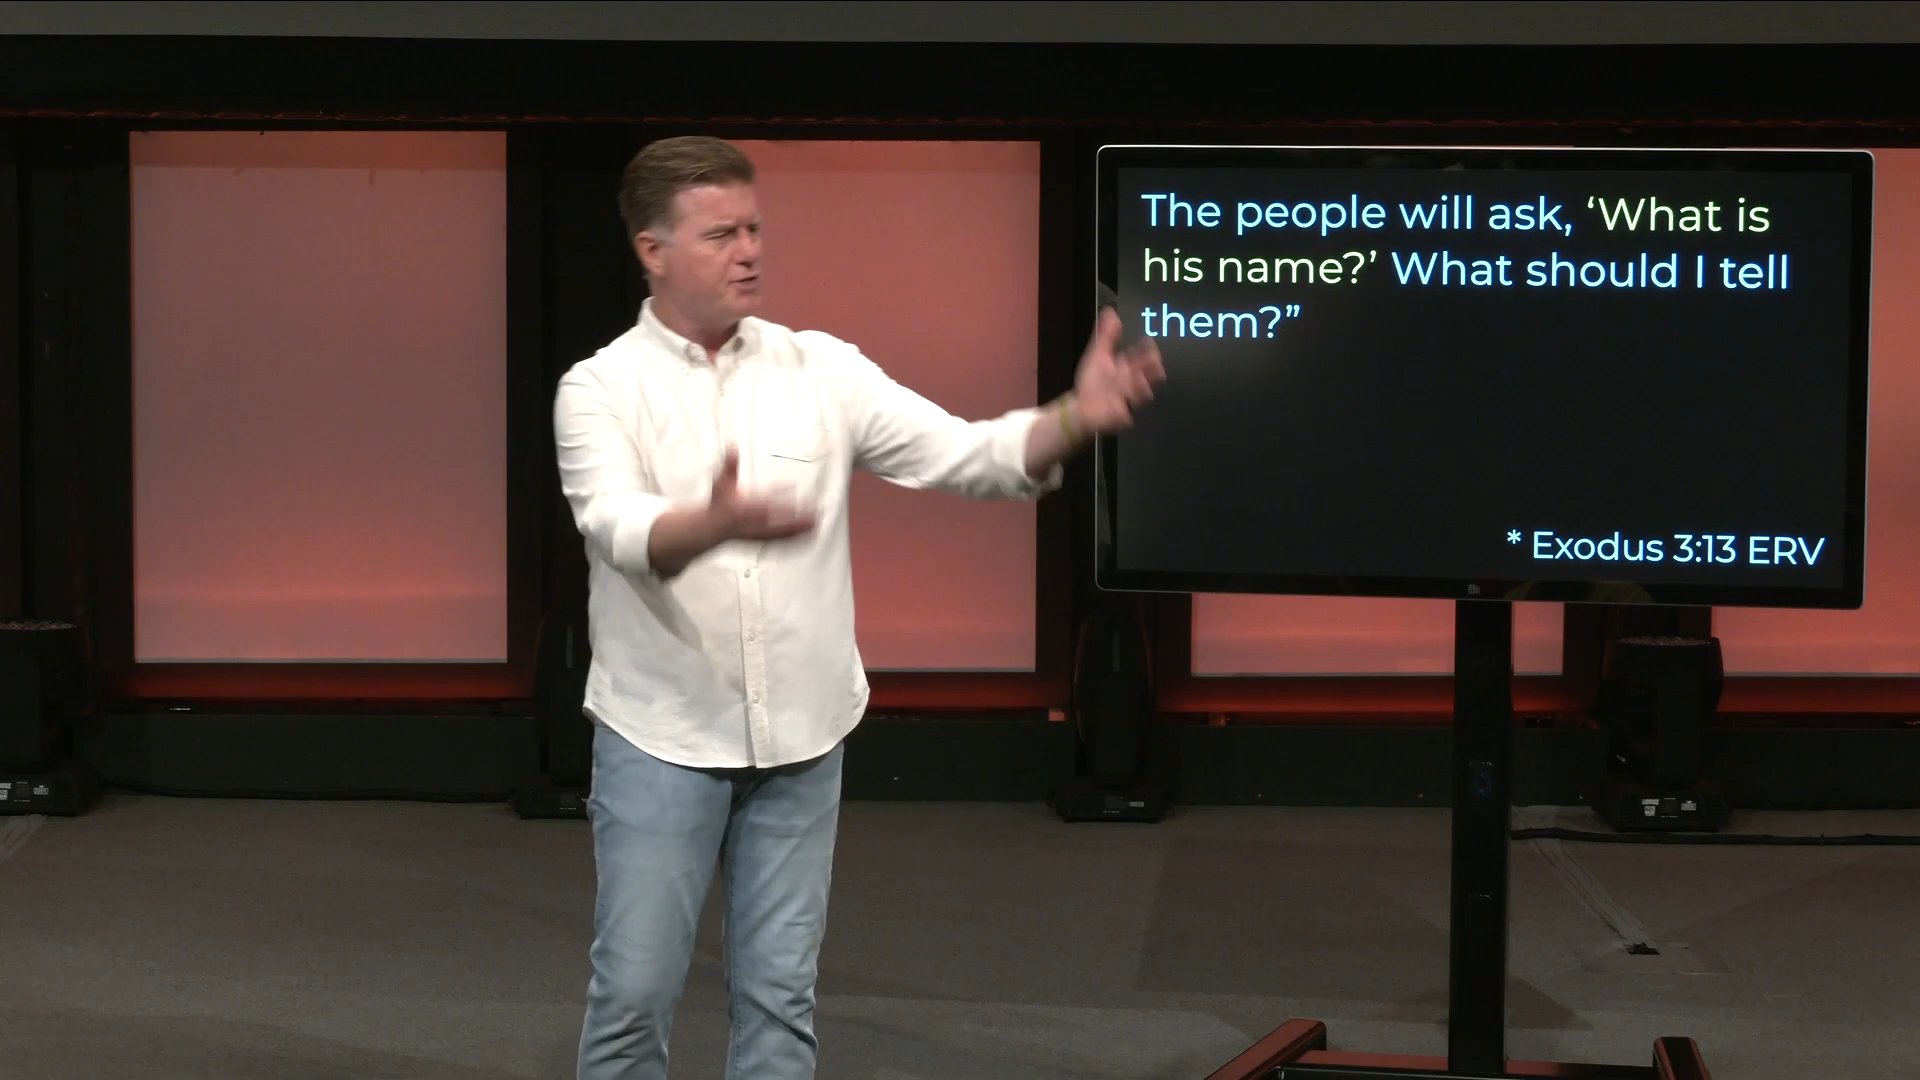 The people will ask, ‘What is
his name?’ What should I tell
them?”
* Exodus 3:13 ERV